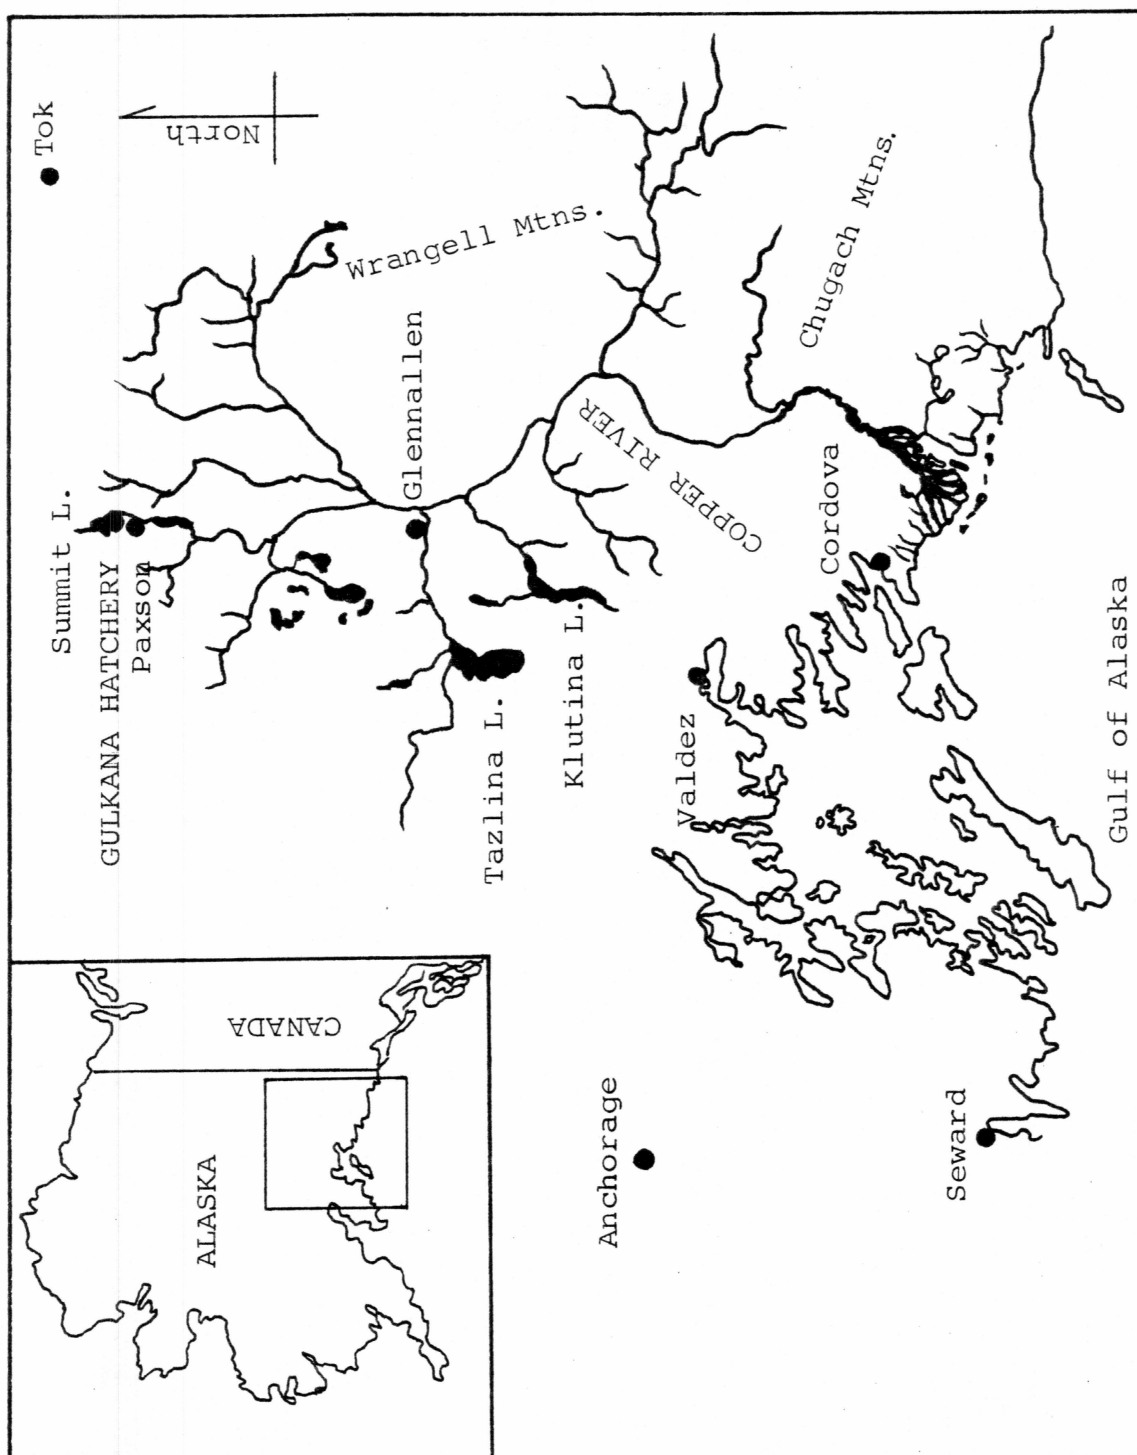 Tok
North
Wrangell Mtns.
Chugach Mtns.
Summit L.
GULKANA HATCHERY
Paxson
Glennallen
COPPER RIVER
Cordova
Tazlina L.
Klutina L.
Valdez
Gulf of Alaska
CANADA
ALASKA
Anchorage
Seward